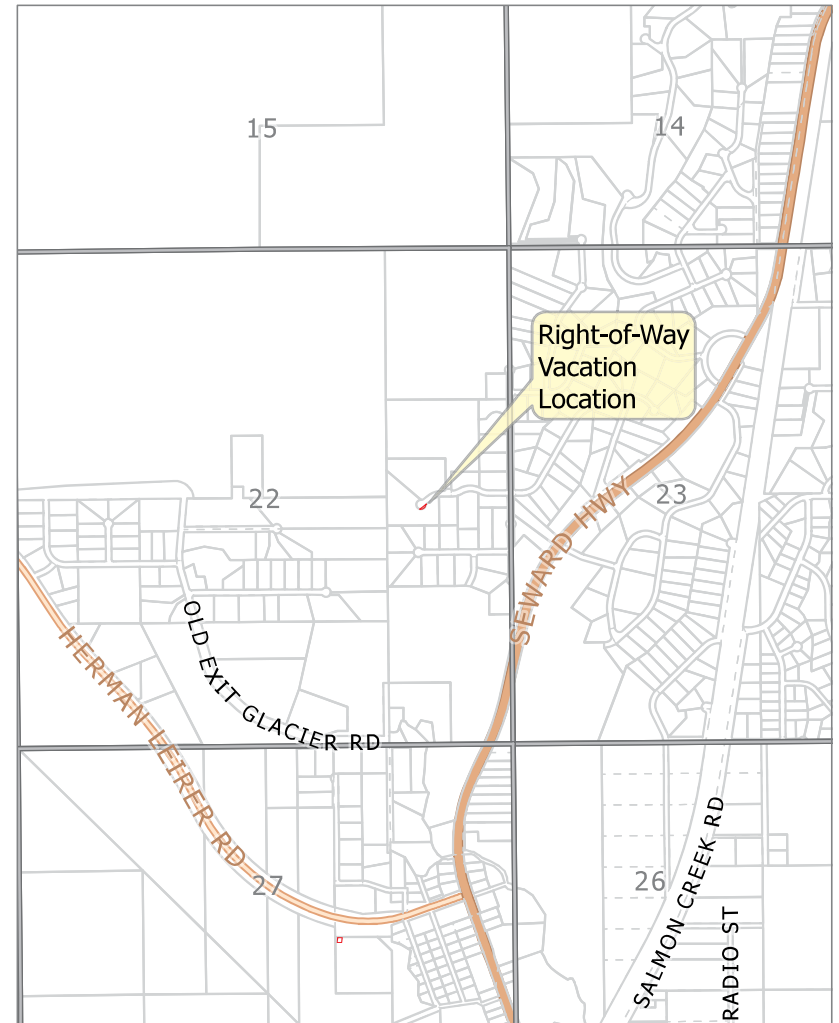 15
14
Right-of-Way
Vacation
Location
22
23
SEWARD HWY
OLD EXIT GLACIER RD
HERMAN LEIRER RD
27
26
SALMON CREEK RD
RADIO ST